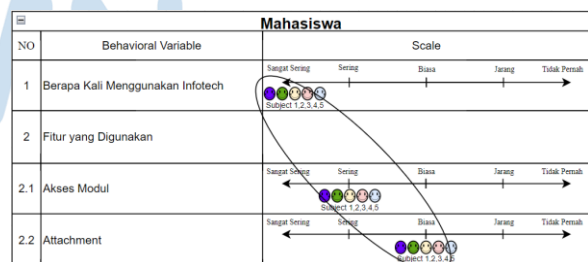 Mahasiswa
NO Behavioral Variable Scale
Sangat Sering Sering Biasa Jarang Tidak Pernah
1 Berapa Kali Menggunakan Infotech
Subject 1,2,3,4,5
2 Fitur yang Digunakan
Sangat Sering Sering Biasa Jarang Tidak Pernah
2.1 Akses Modul
Subject 1,2,3,4,5
Sangat Sering Sering Biasa Jarang Tidak Pernah
2.2 Attachment
Subject 1,2,3,4,5